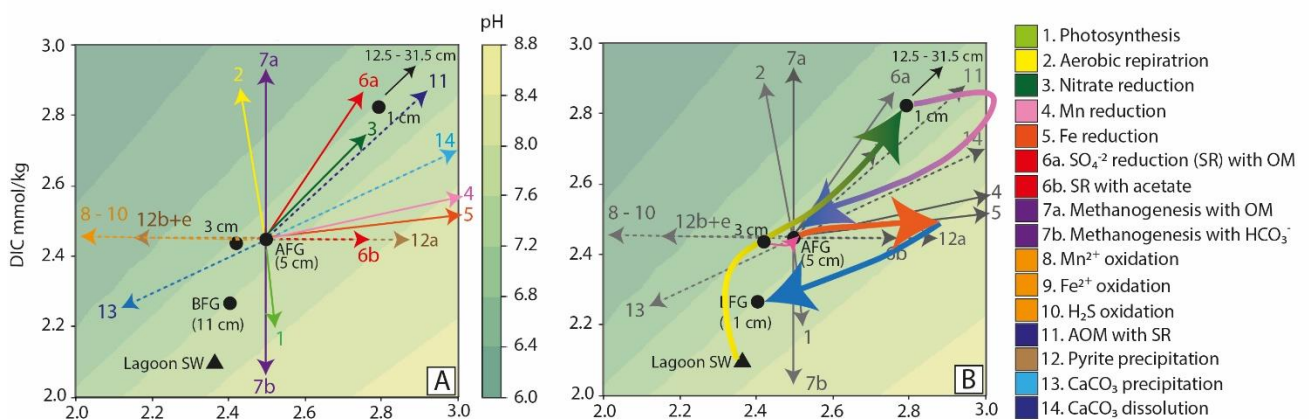 pH
3.0
2.8
2.6
2.4
2.2
2.0
DIC mmol/kg
2.0
2.2
2.4
2.6
2.8
3.0
8.8
8.4
8.0
7.6
7.2
6.8
6.0
7a
2
6a
12.5 - 31.5 cm
11
1 cm
3
14
4
5
8 - 10
12b+e
3 cm
AFG
(5 cm)
6b
12a
13
BFG
(11 cm)
1
Lagoon SW
7b
A
3.0
2.8
2.6
2.4
2.2
2.0
2.0
2.2
2.4
2.6
2.8
3.0
7a
2
6a
12.5 - 31.5 cm
11
1 cm
14
4
5
8 - 10
12b+e
3 cm
AFG
(5 cm)
6b
12a
13
BFG
1 cm)
1
Lagoon SW
7b
B
1. Photosynthesis
2. Aerobic repiratrion
3. Nitrate reduction
4. Mn reduction
5. Fe reduction
6a. SO₄⁻² reduction (SR) with OM
6b. SR with acetate
7a. Methanogenesis with OM
7b. Methanogenesis with HCO₃⁻
8. Mn²⁺ oxidation
9. Fe²⁺ oxidation
10. H₂S oxidation
11. AOM with SR
12. Pyrite precipitation
13. CaCO₃ precipitation
14. CaCO₃ dissolution